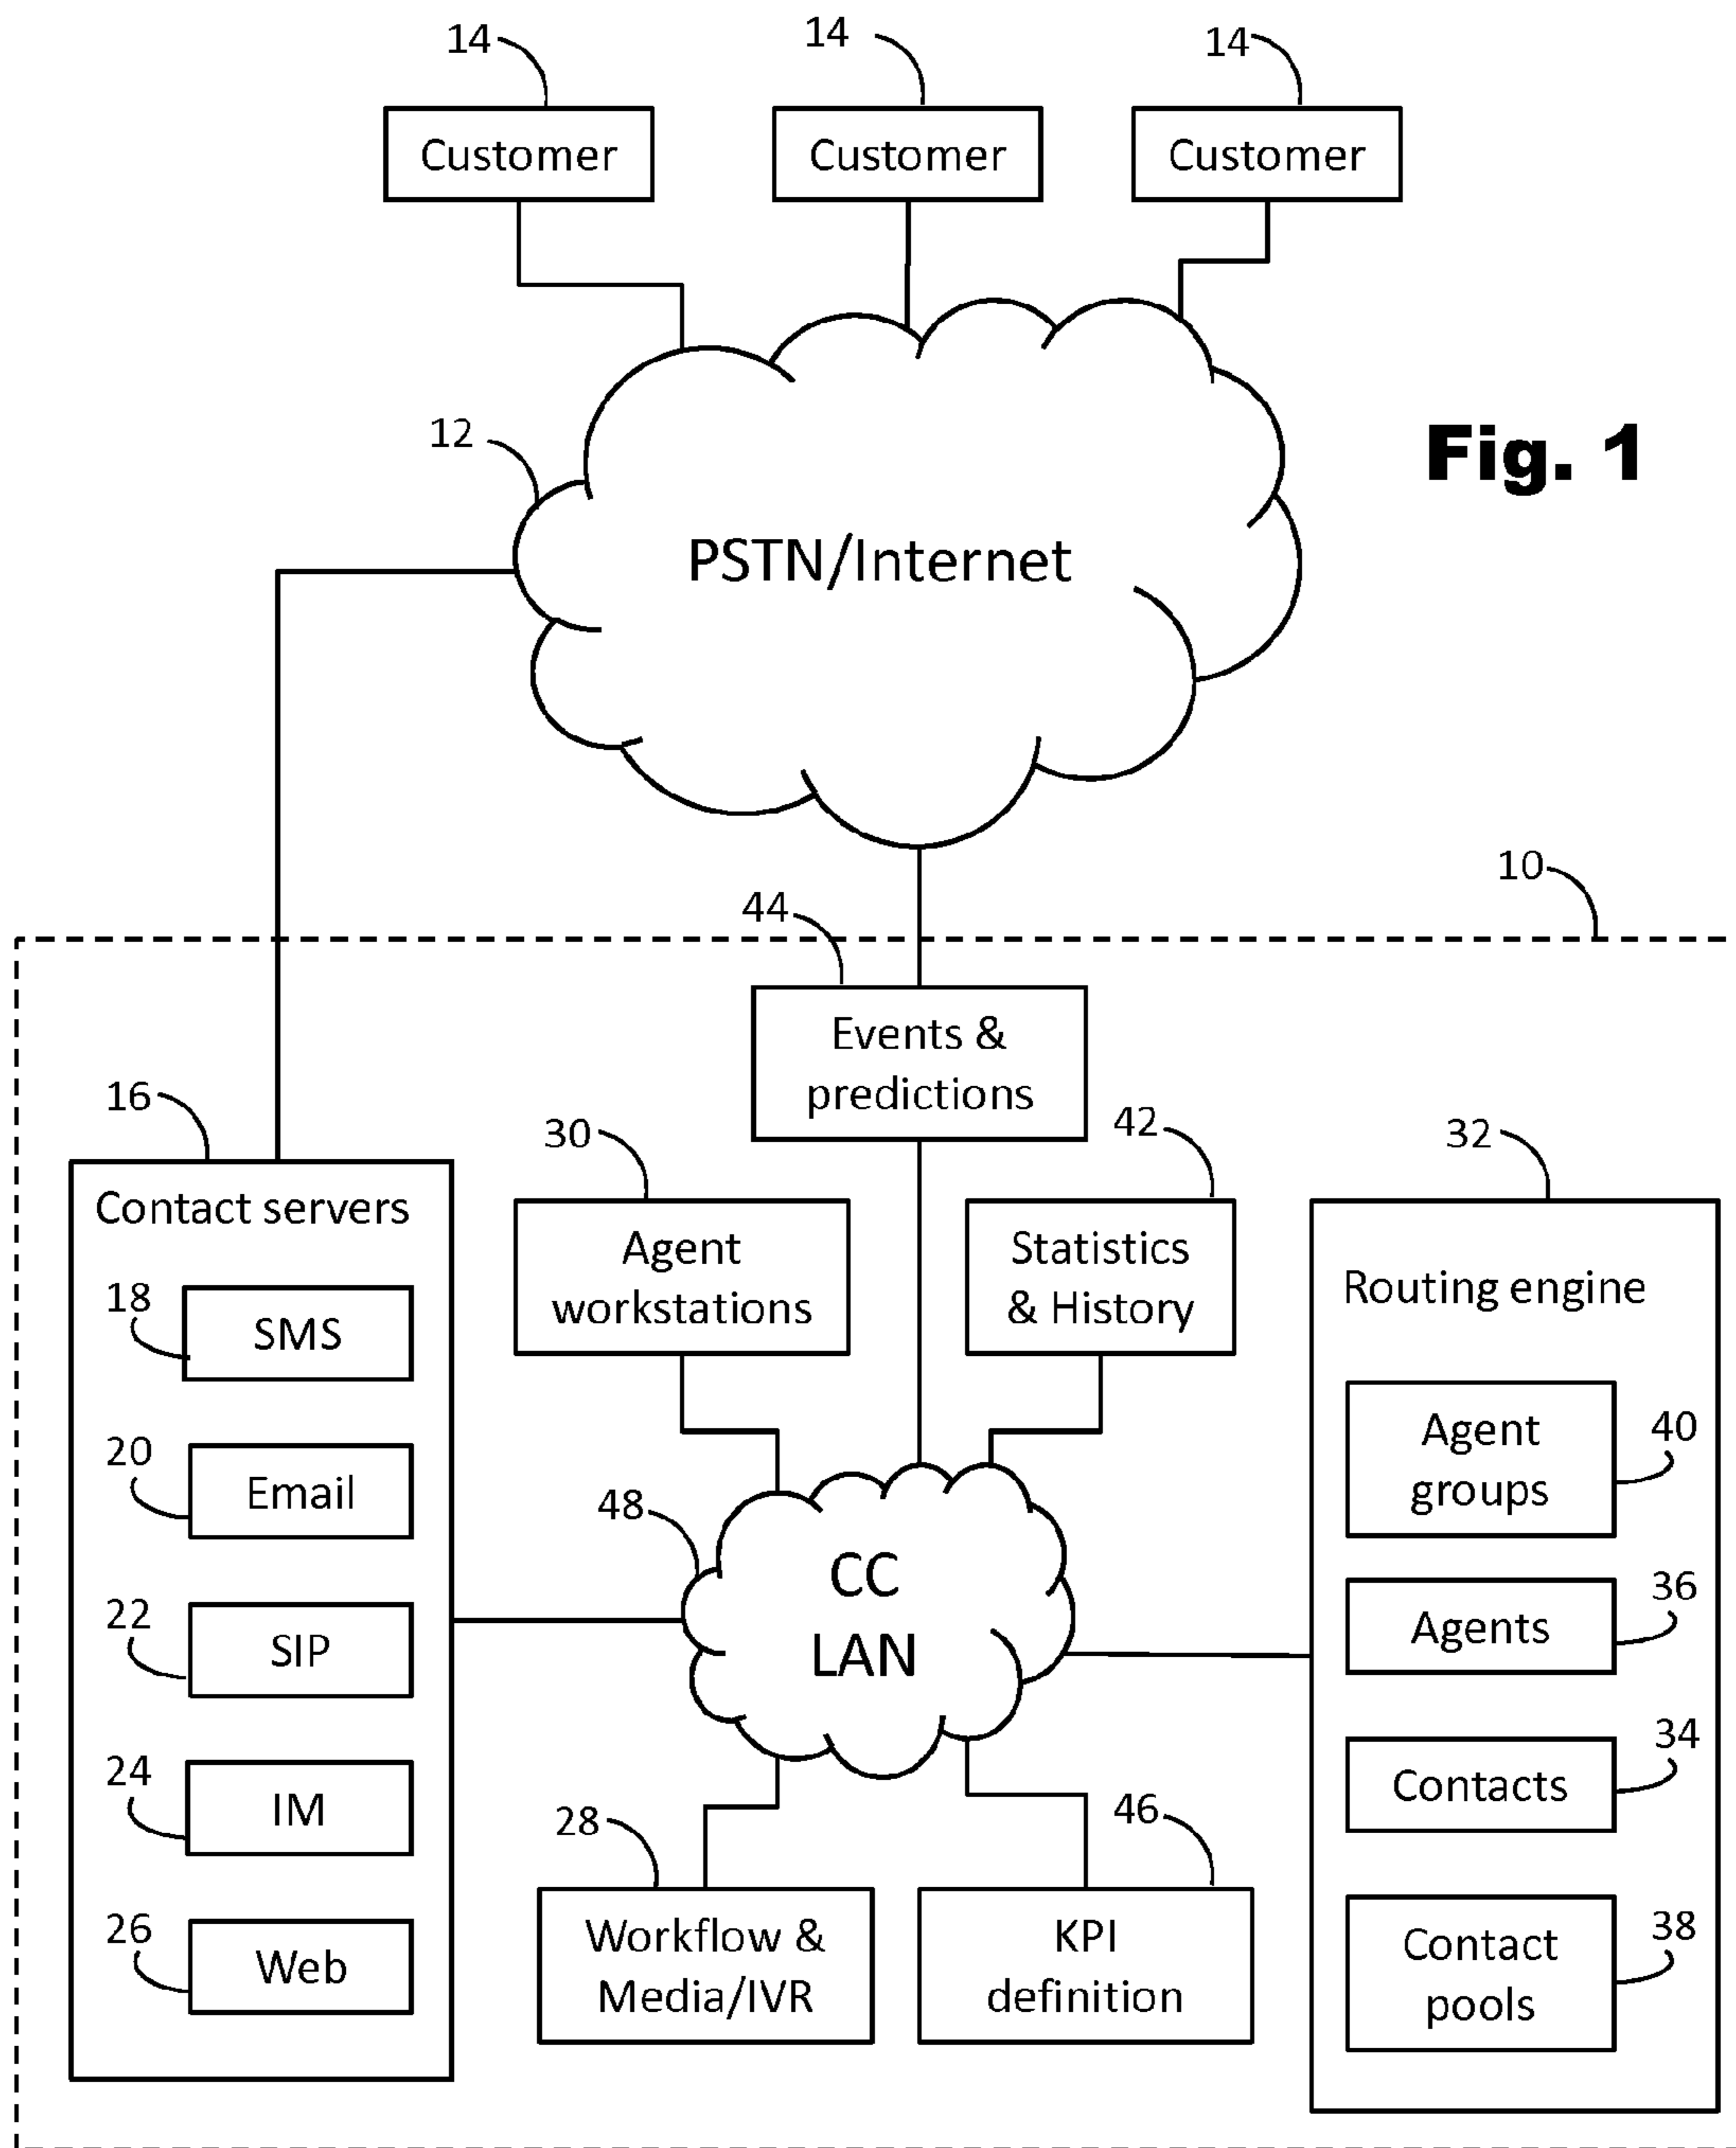 14
14
14
Customer
Customer
Customer
12
Fig. 1
PSTN/Internet
10
44
Events &
predictions
16
30
42
32
Contact servers
Agent
workstations
Statistics
& History
Routing engine
18
SMS
20
Email
22
SIP
24
IM
26
Web
48
CC
LAN
Agent
groups
40
Agents
36
Contacts
34
Contact
pools
38
28
46
Workflow &
Media/IVR
KPI
definition